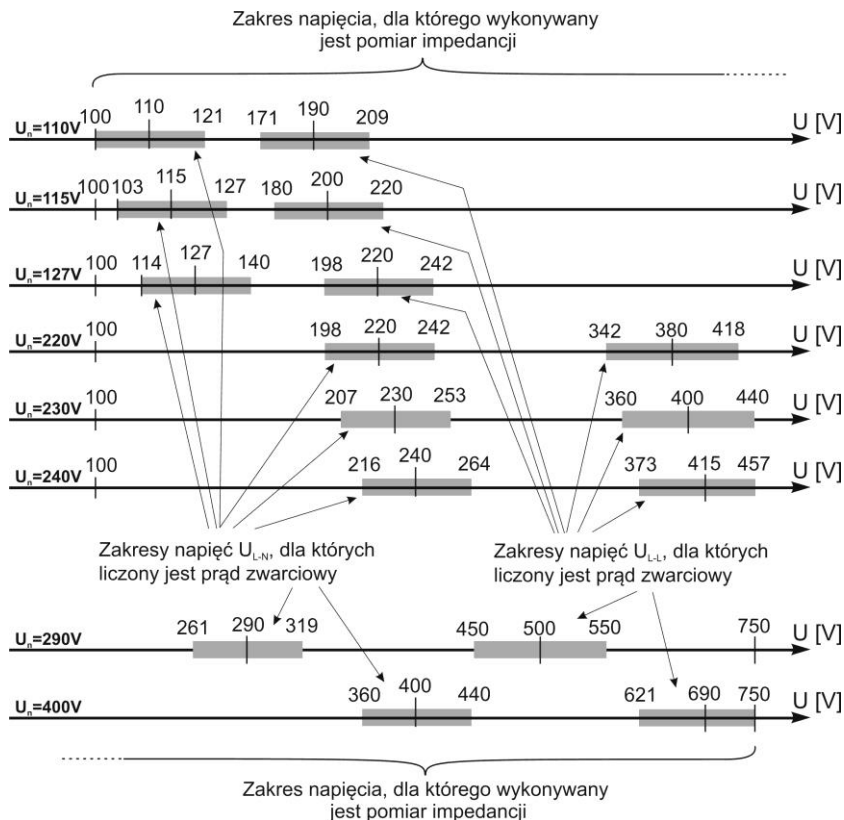 Zakres napięcia, dla którego wykonywany
jest pomiar impedancji
100 110 121 171 190 209 U [V]
Uₙ=110V
100 103 115 127 180 200 220 U [V]
Uₙ=115V
100 114 127 140 198 220 242 U [V]
Uₙ=127V
100 198 220 242 342 380 418 U [V]
Uₙ=220V
100 207 230 253 360 400 440 U [V]
Uₙ=230V
100 216 240 264 373 415 457 U [V]
Uₙ=240V
Zakresy napięć U_L-N, dla których
liczony jest prąd zwarciowy
Zakresy napięć U_L-L, dla których
liczony jest prąd zwarciowy
261 290 319 450 500 550 750 U [V]
Uₙ=290V
360 400 440 621 690 750 U [V]
Uₙ=400V
Zakres napięcia, dla którego wykonywany
jest pomiar impedancji